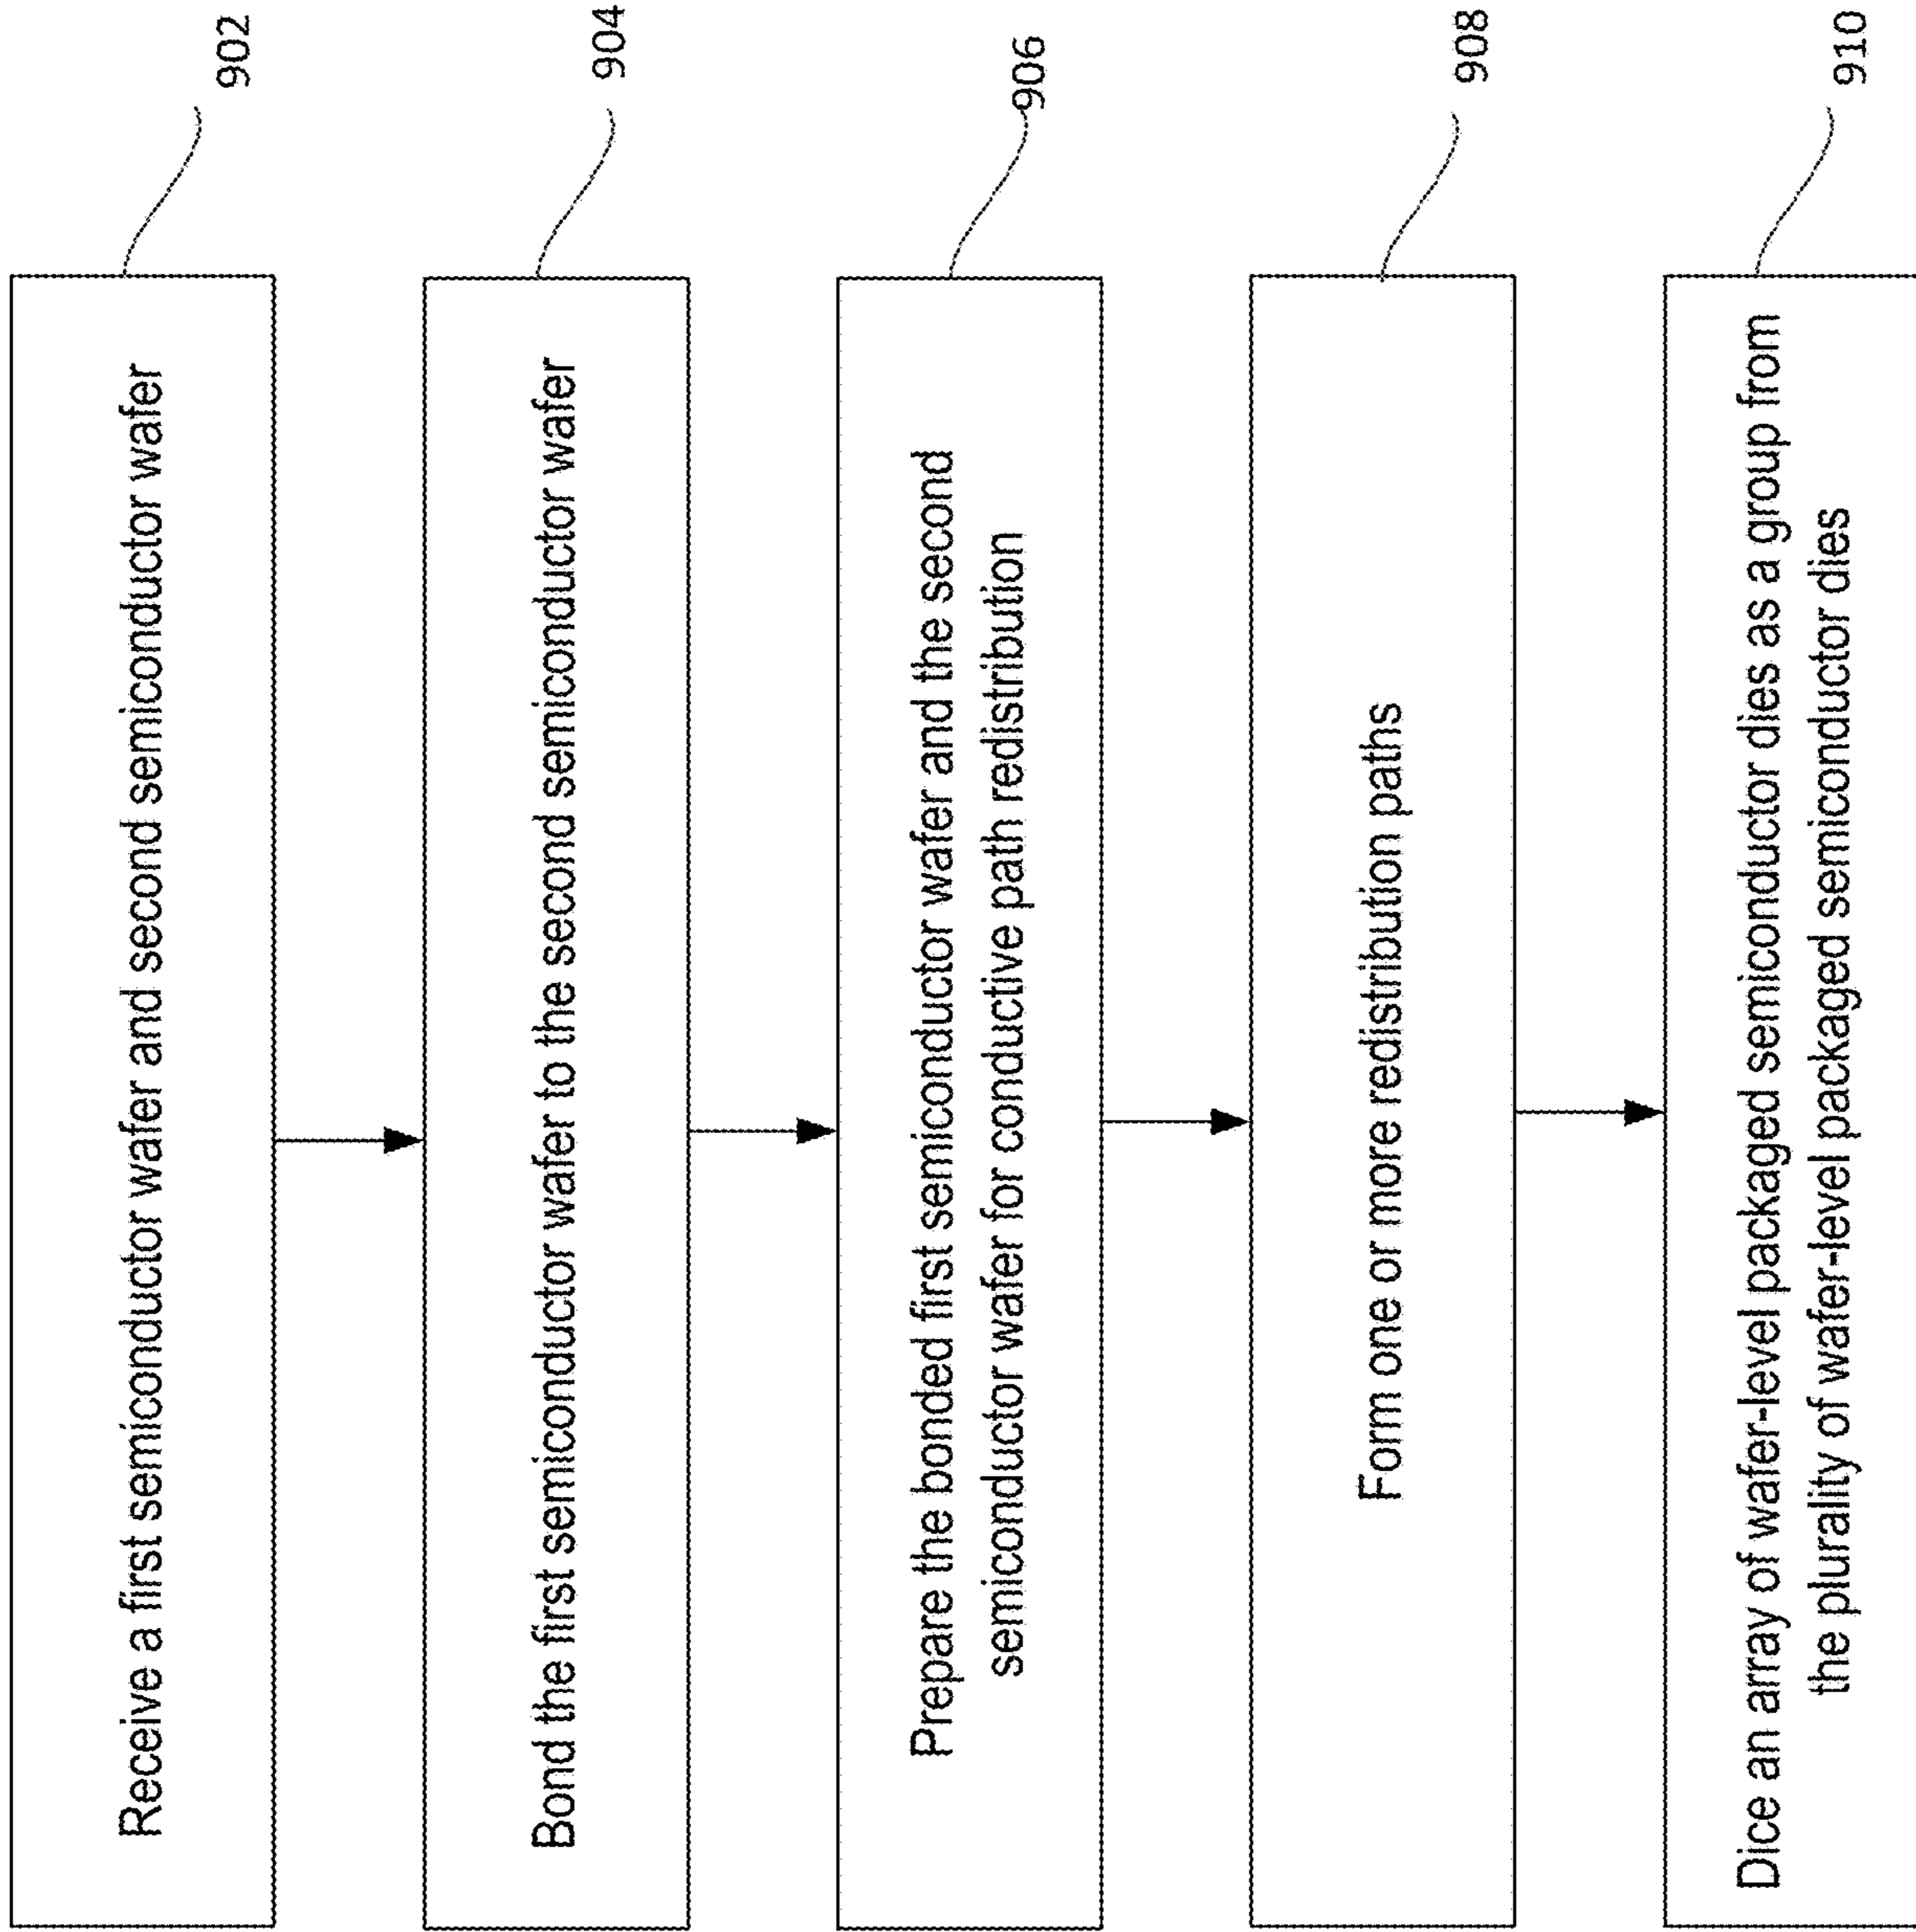 Receive a first semiconductor wafer and second semiconductor wafer
902
Bond the first semiconductor wafer to the second semiconductor wafer
904
Prepare the bonded first semiconductor wafer and the second
semiconductor wafer for conductive path redistribution
906
Form one or more redistribution paths
908
Dice an array of wafer-level packaged semiconductor dies as a group from
the plurality of wafer-level packaged semiconductor dies
910